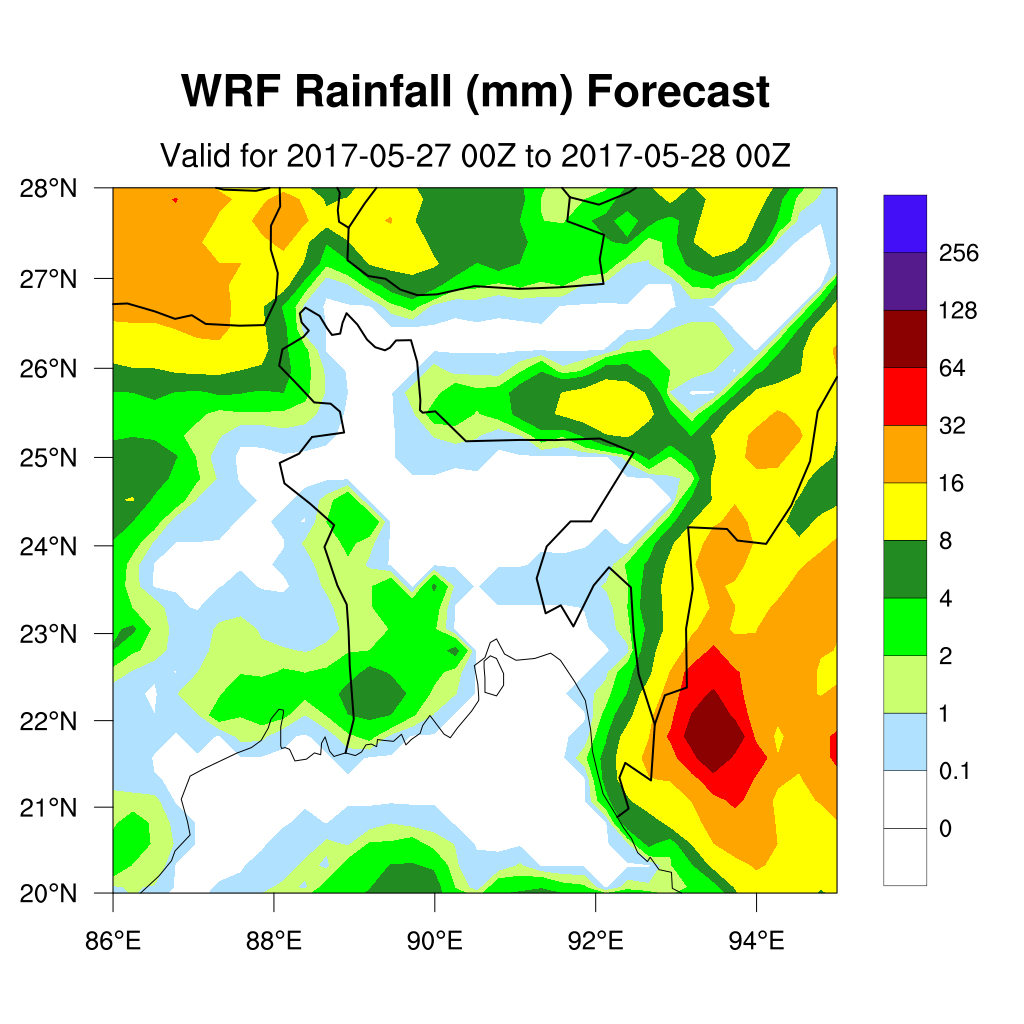 WRF Rainfall (mm) Forecast
Valid for 2017-05-27 00Z to 2017-05-28 00Z
28°N
27°N
26°N
25°N
24°N
23°N
22°N
21°N
20°N
86°E 88°E 90°E 92°E 94°E
256
128
64
32
16
8
4
2
1
0.1
0